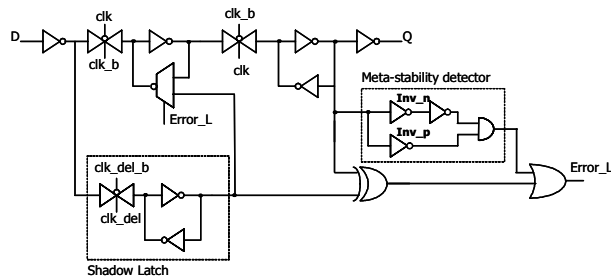 clk
clk_b
D
Q
clk_b
clk
Meta-stability detector
Inv_n
Error_L
Inv_p
clk_del_b
Error_L
clk_del
Shadow Latch